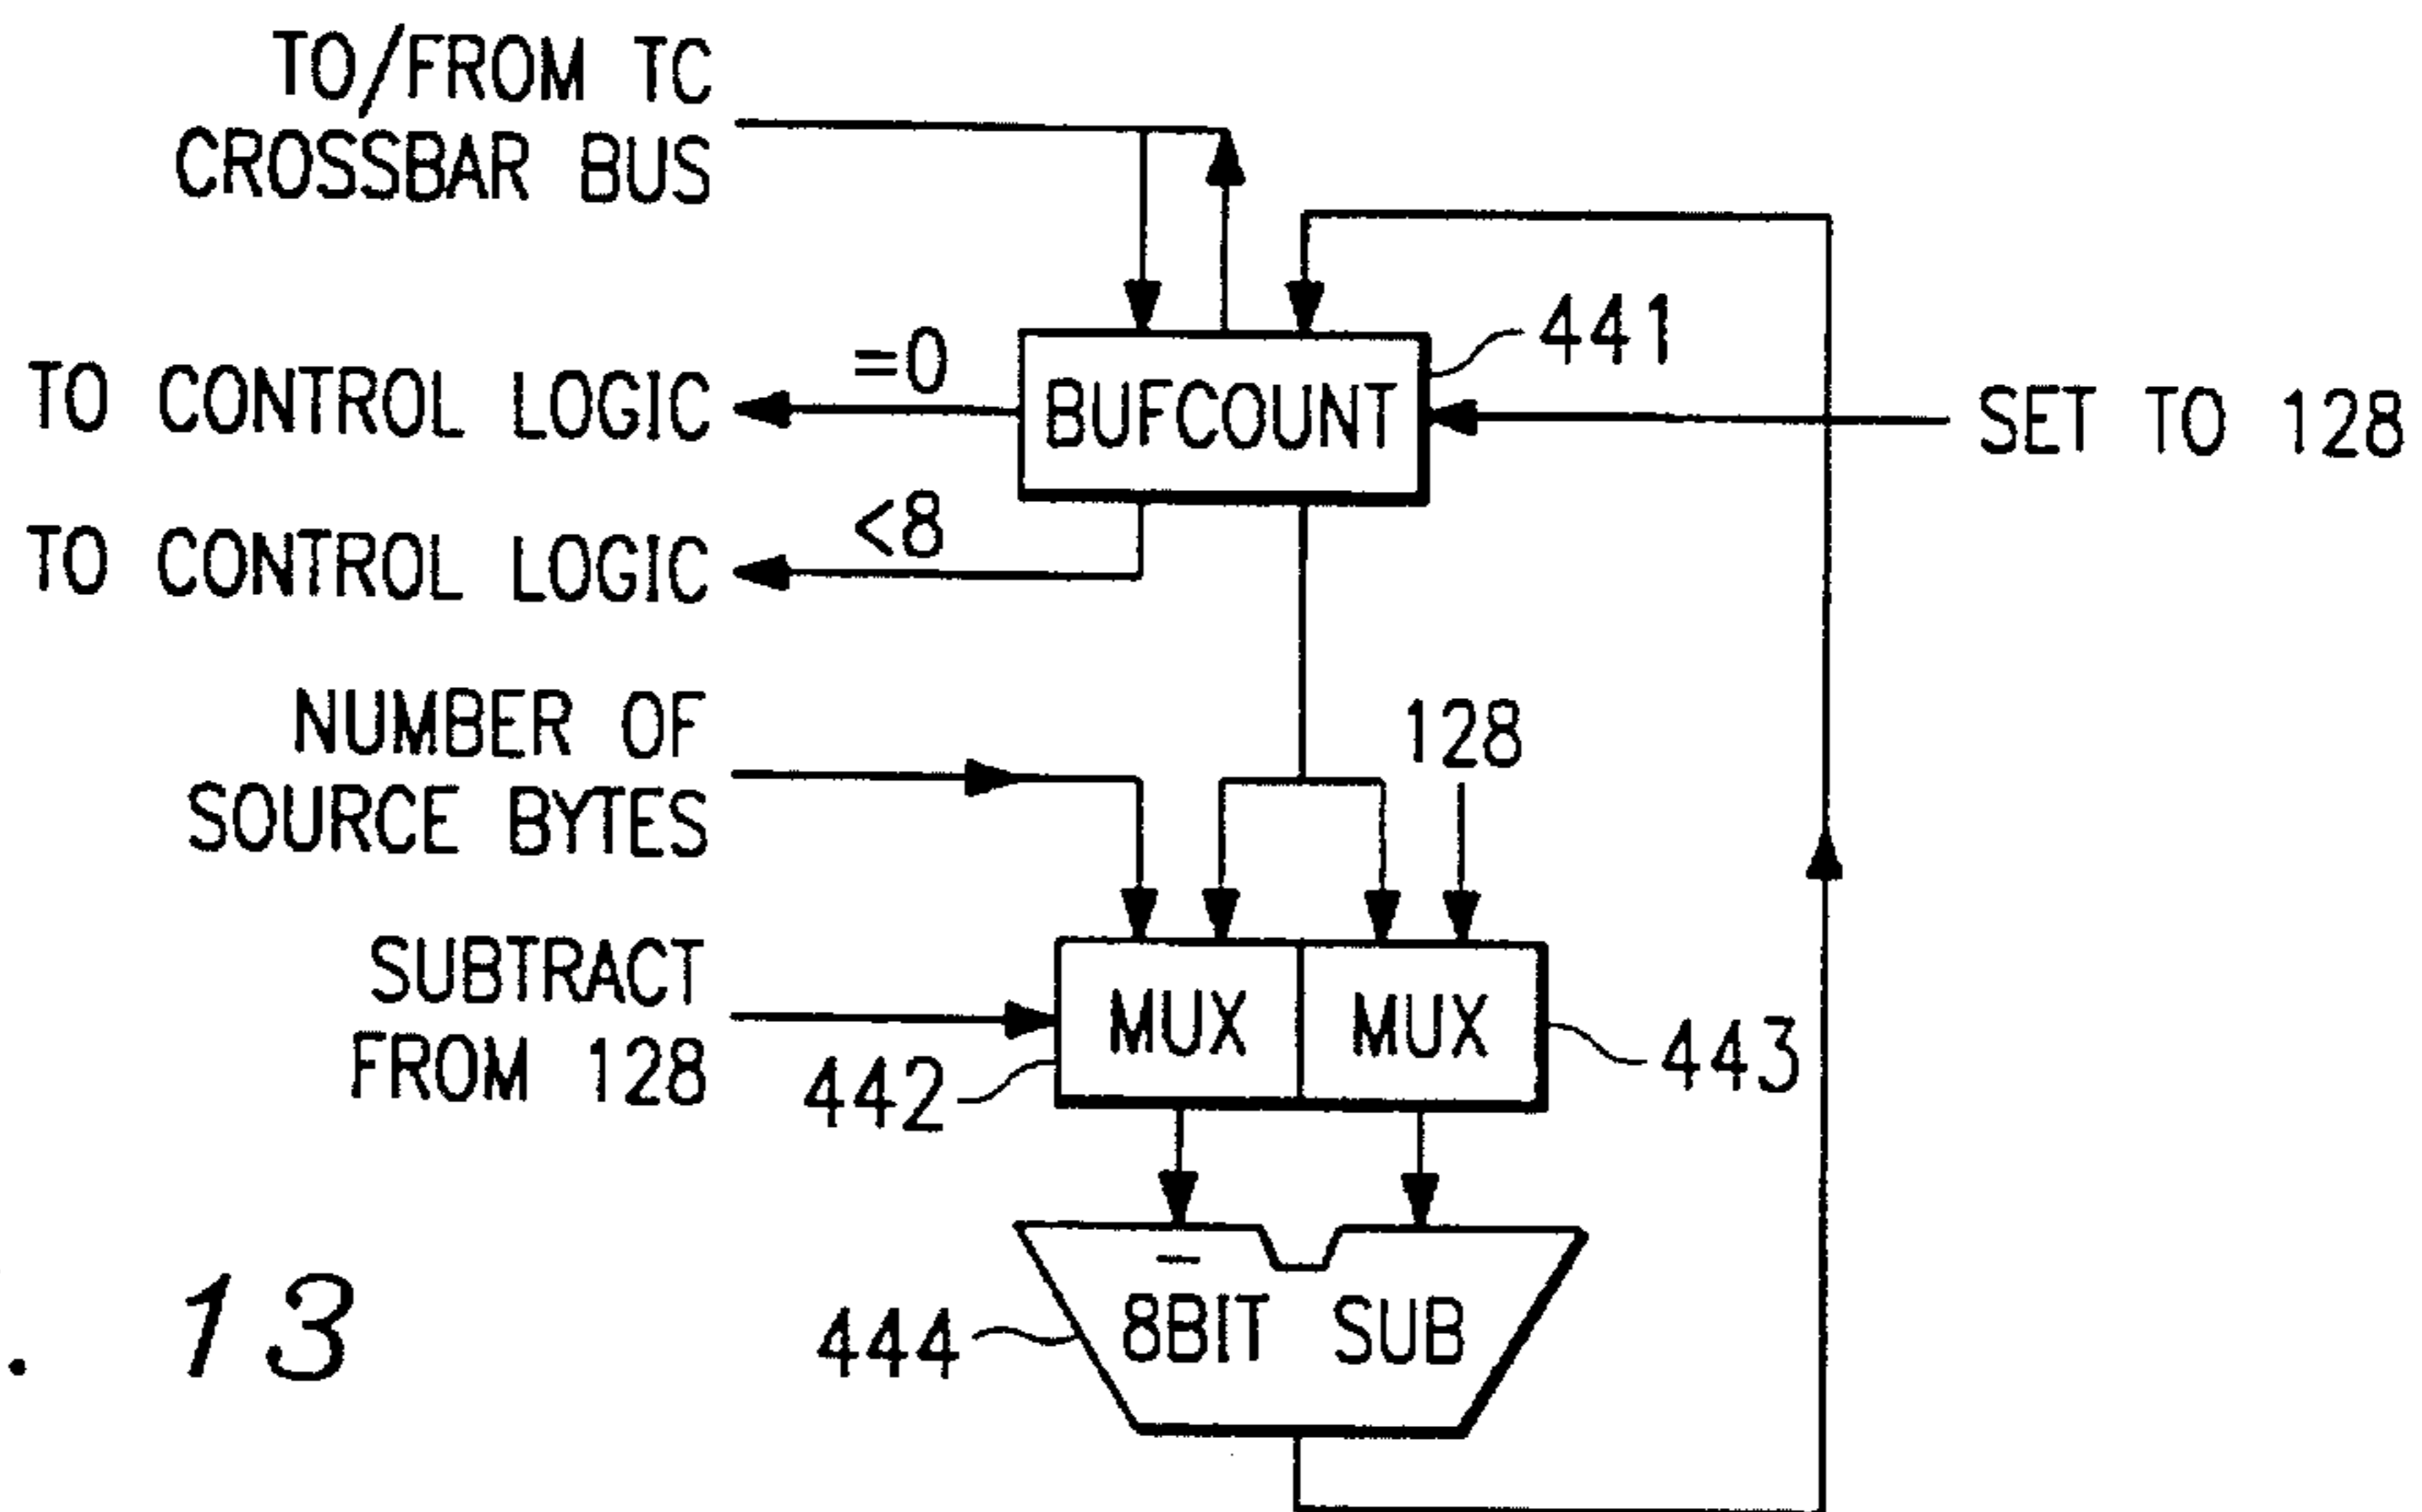 TO/FROM TC
CROSSBAR BUS
TO CONTROL LOGIC
=0
BUFCOUNT
441
SET TO 128
TO CONTROL LOGIC
<8
NUMBER OF
SOURCE BYTES
128
SUBTRACT
FROM 128
MUX
MUX
442
443
–
8BIT SUB
444
. 13